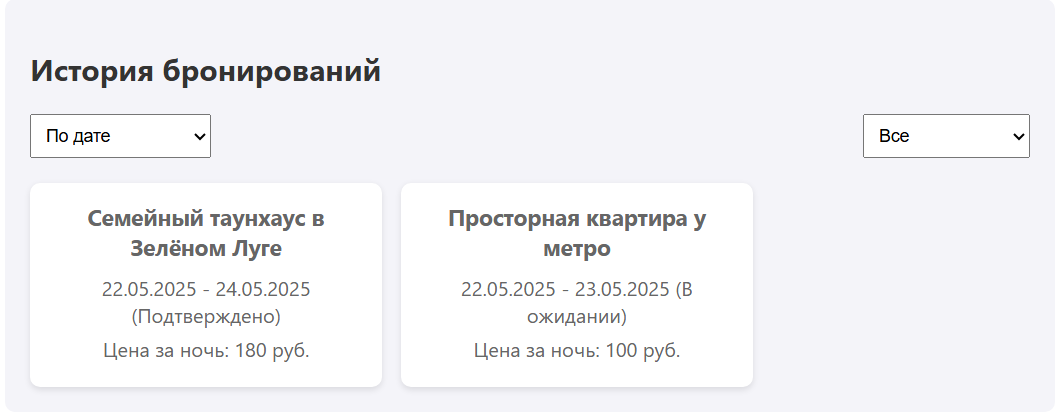 История бронирований
По дате
Все
Семейный таунхаус в
Зелёном Луге
22.05.2025 - 24.05.2025
(Подтверждено)
Цена за ночь: 180 руб.
Просторная квартира у
метро
22.05.2025 - 23.05.2025 (В
ожидании)
Цена за ночь: 100 руб.